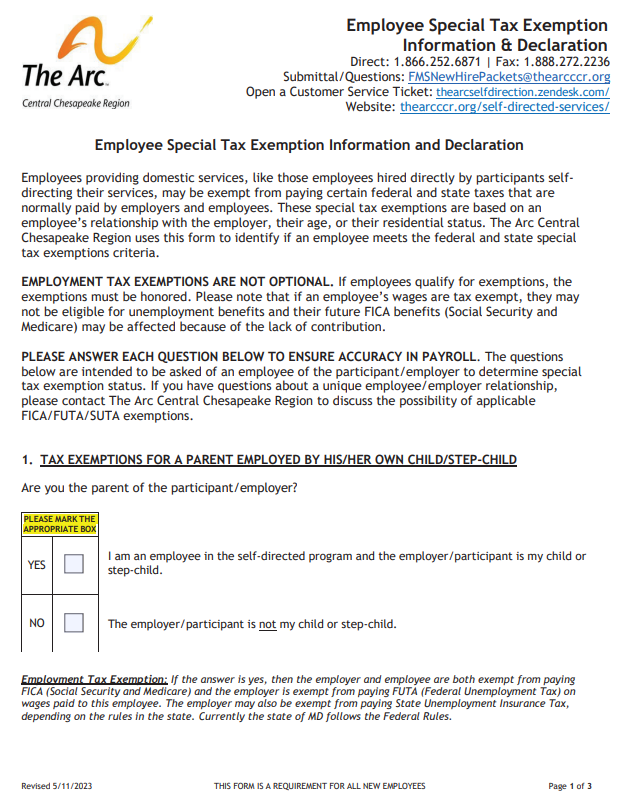 The Arc
Central Chesapeake Region
Employee Special Tax Exemption
Information & Declaration
Direct: 1.866.252.6871 | Fax: 1.888.272.2236
Submittal/Questions: FMSNewHirePackets@thearcccr.org
Open a Customer Service Ticket: thearcselfdirection.zendesk.com/
Website: thearcccr.org/self-directed-services/
Employee Special Tax Exemption Information and Declaration
Employees providing domestic services, like those employees hired directly by participants self-
directing their services, may be exempt from paying certain federal and state taxes that are
normally paid by employers and employees. These special tax exemptions are based on an
employee’s relationship with the employer, their age, or their residential status. The Arc Central
Chesapeake Region uses this form to identify if an employee meets the federal and state special
tax exemptions criteria.
EMPLOYMENT TAX EXEMPTIONS ARE NOT OPTIONAL. If employees qualify for exemptions, the
exemptions must be honored. Please note that if an employee’s wages are tax exempt, they may
not be eligible for unemployment benefits and their future FICA benefits (Social Security and
Medicare) may be affected because of the lack of contribution.
PLEASE ANSWER EACH QUESTION BELOW TO ENSURE ACCURACY IN PAYROLL. The questions
below are intended to be asked of an employee of the participant/employer to determine special
tax exemption status. If you have questions about a unique employee/employer relationship,
please contact The Arc Central Chesapeake Region to discuss the possibility of applicable
FICA/FUTA/SUTA exemptions.
1. TAX EXEMPTIONS FOR A PARENT EMPLOYED BY HIS/HER OWN CHILD/STEP-CHILD
Are you the parent of the participant/employer?
PLEASE MARK THE
APPROPRIATE BOX
YES
I am an employee in the self-directed program and the employer/participant is my child or
step-child.
NO
The employer/participant is not my child or step-child.
Employment Tax Exemption: If the answer is yes, then the employer and employee are both exempt from paying
FICA (Social Security and Medicare) and the employer is exempt from paying FUTA (Federal Unemployment Tax) on
wages paid to this employee. The employer may also be exempt from paying State Unemployment Insurance Tax,
depending on the rules in the state. Currently the state of MD follows the Federal Rules.
Revised 5/11/2023
THIS FORM IS A REQUIREMENT FOR ALL NEW EMPLOYEES
Page 1 of 3